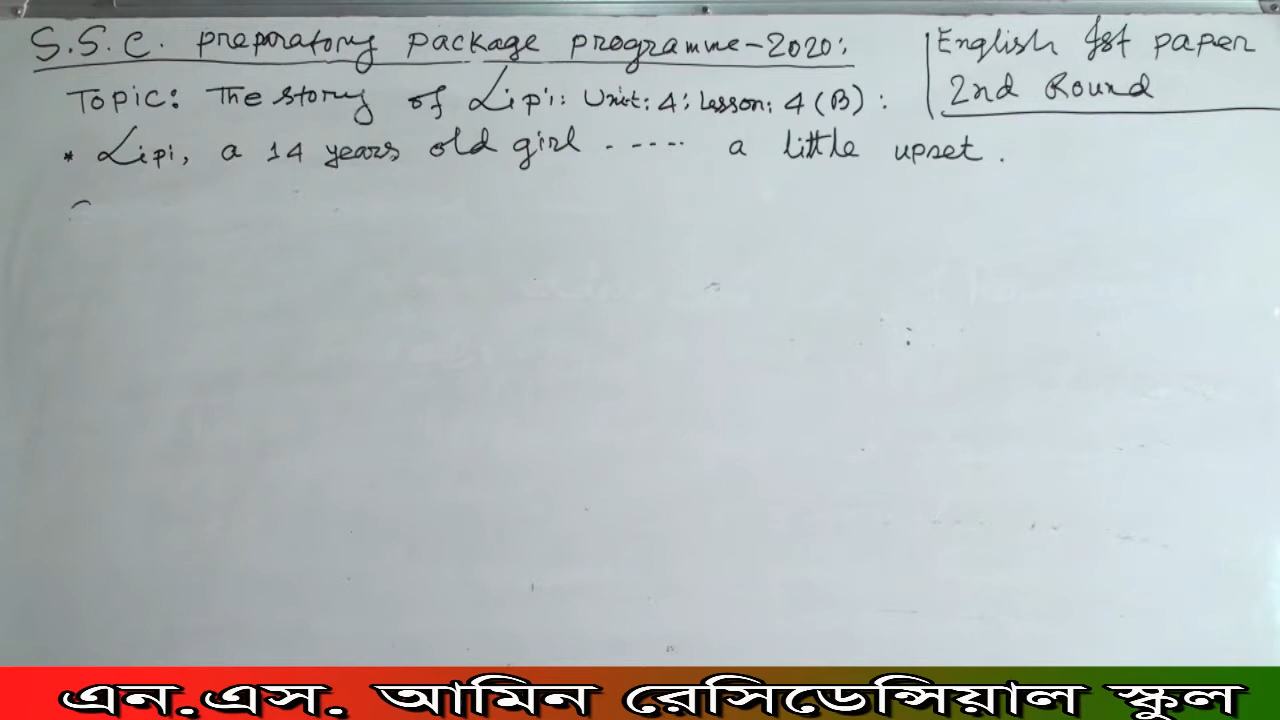 S.S.C. preparatory package programme-2020:
English 1st paper
2nd Round
Topic: The story of Lipi: Unit: 4; Lesson: 4 (B):
* Lipi, a 14 years old girl ..... a little upset.
এন.এস. আমিন রেসিডেন্সিয়াল স্কুল